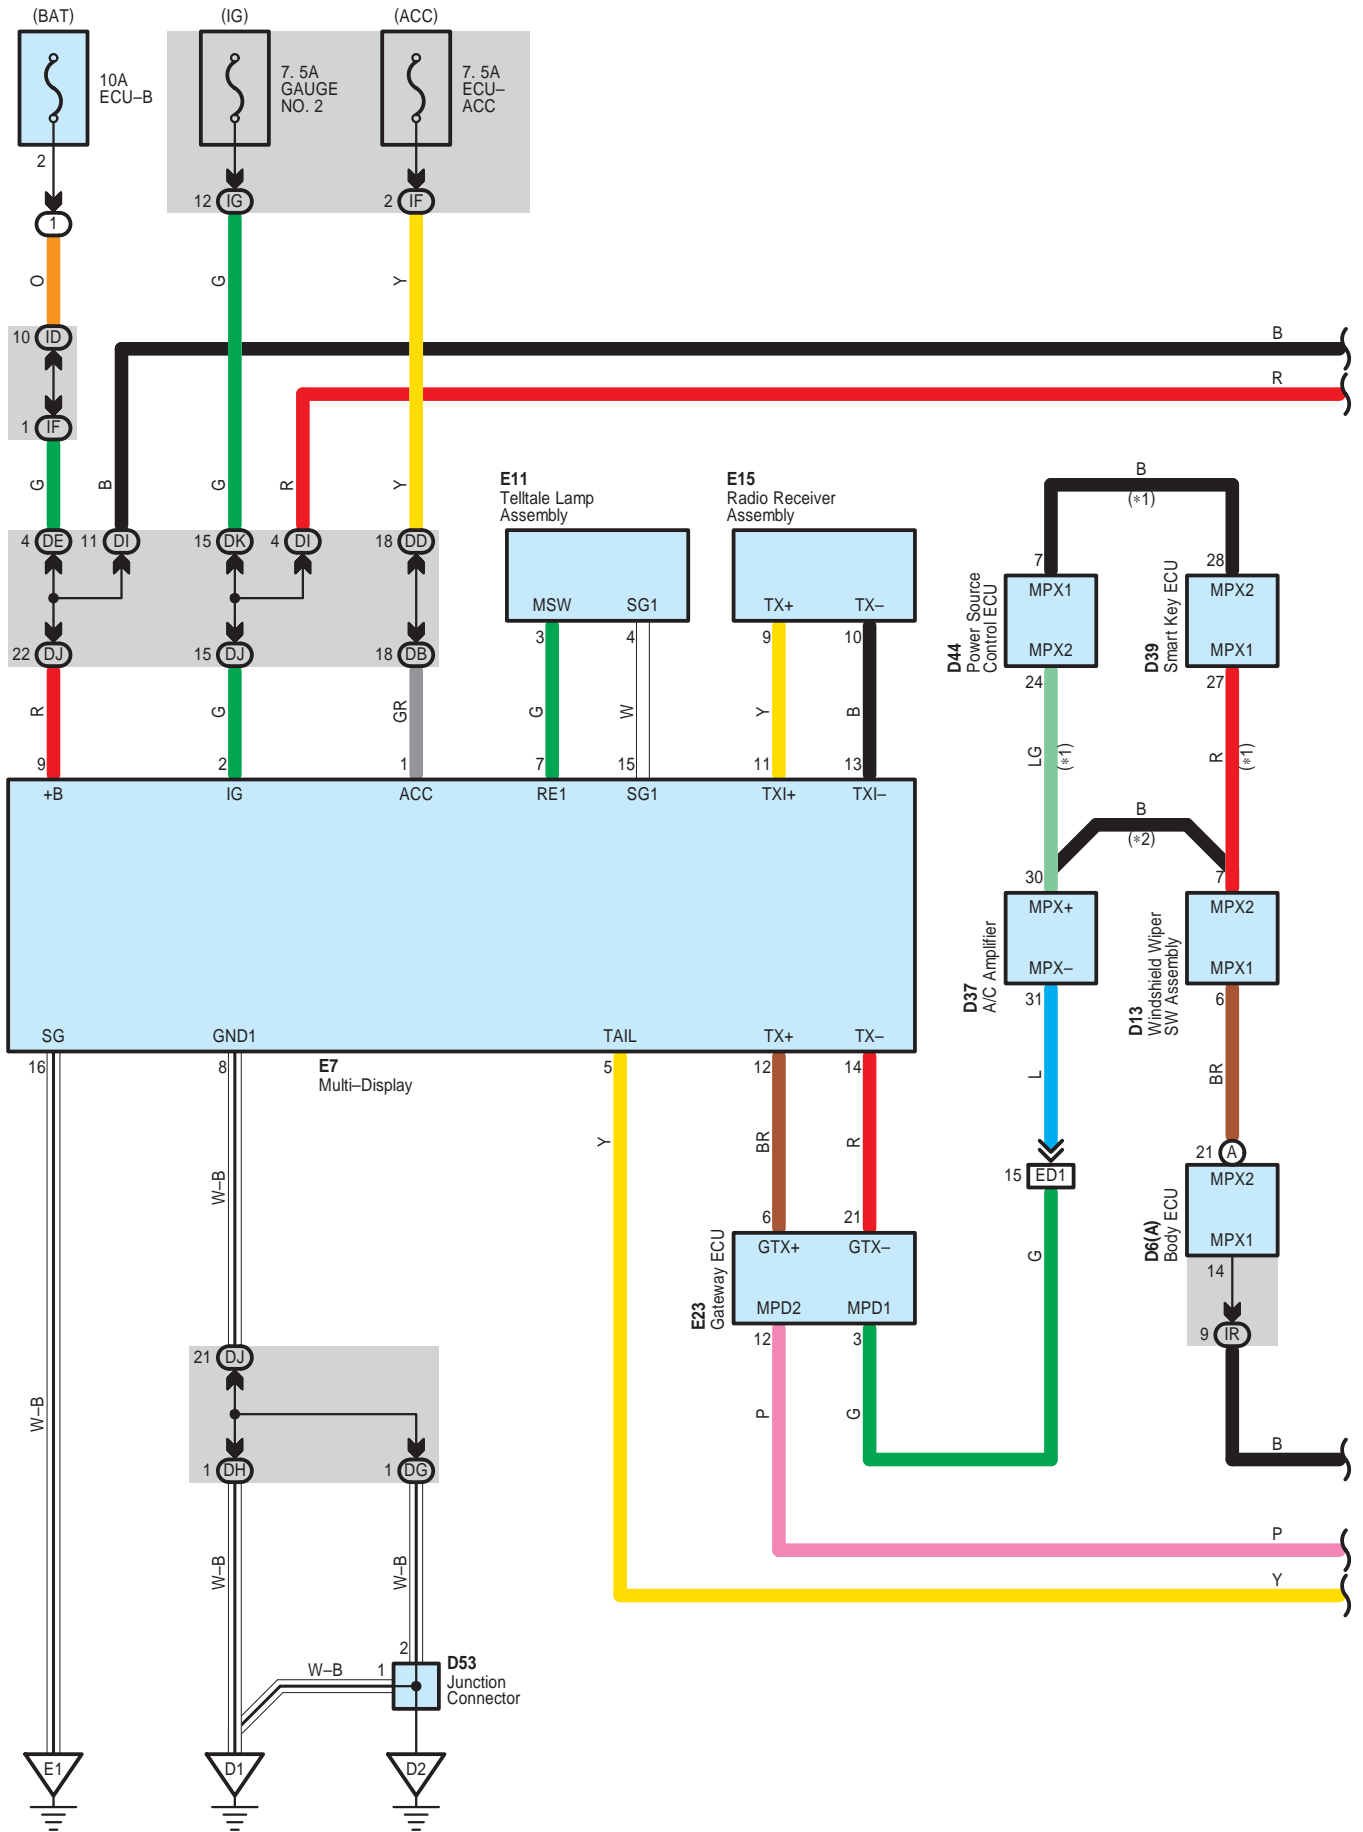 (BAT)
(IG)
(ACC)
10A
ECU–B
7. 5A
GAUGE
NO. 2
7. 5A
ECU–
ACC
2
12 IG
2 IF
1
O
G
Y
10 ID
B
R
1 IF
G
B
G
R
Y
4 DE
11 DI
15 DK
4 DI
18 DD
22 DJ
15 DJ
18 DB
R
G
GR
9
2
1
E11
Telltale Lamp
Assembly
MSW
SG1
3
4
G
W
7
15
E15
Radio Receiver
Assembly
TX+
TX–
9
10
Y
B
11
13
B
(*1)
7
28
MPX1
MPX2
D44
Power Source
Control ECU
24
MPX2
MPX1
D39
Smart Key ECU
27
LG
(*1)
R
(*1)
B
(*2)
30
7
+B
IG
ACC
RE1
SG1
TXI+
TXI–
MPX+
MPX–
D37
A/C Amplifier
31
MPX2
MPX1
D13
Windshield Wiper
SW Assembly
6
SG
GND1
TAIL
TX+
TX–
16
8
E7
Multi–Display
5
12
14
L
BR
W–B
Y
BR
R
15 ED1
21 A
MPX2
MPX1
D6(A)
Body ECU
14
9 IR
6
21
GTX+
GTX–
MPD2
MPD1
E23
Gateway ECU
12
3
G
21 DJ
W–B
P
G
B
1 DH
1 DG
P
W–B
W–B
Y
2
W–B
1
D53
Junction
Connector
E1
D1
D2